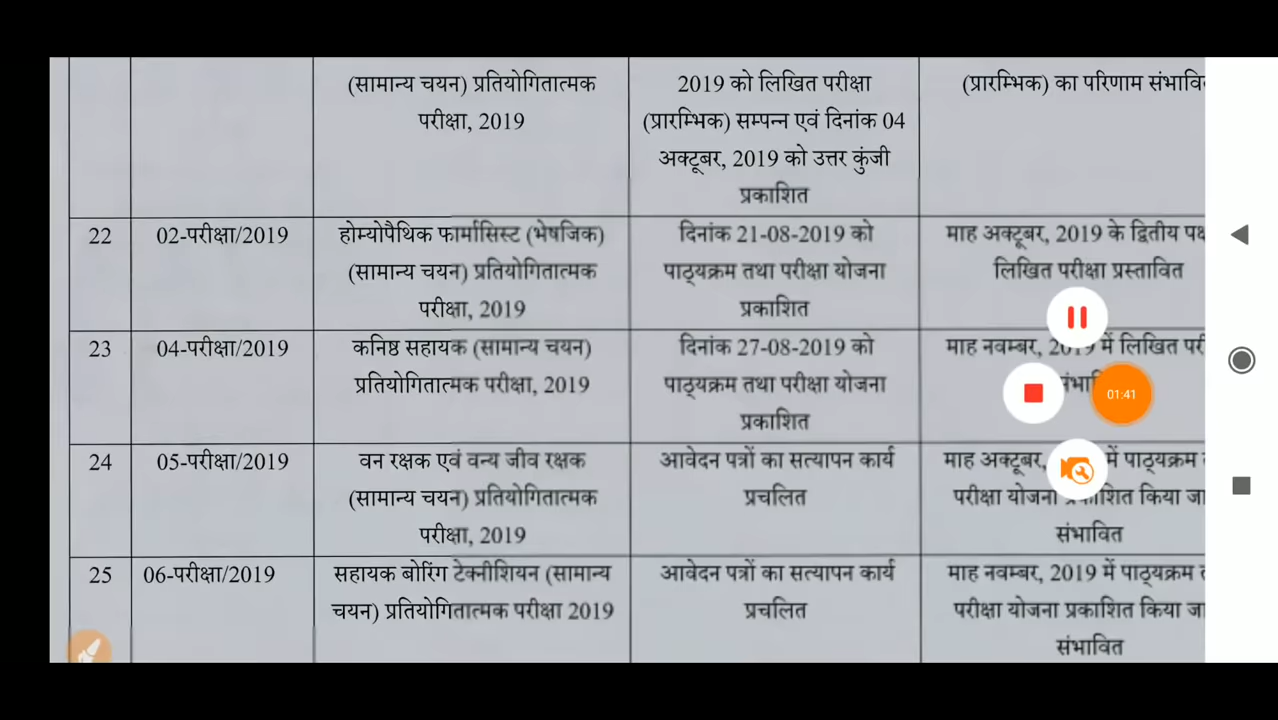 (सामान्य चयन) प्रतियोगितात्मक
परीक्षा, 2019
2019 को लिखित परीक्षा
(प्रारम्भिक) सम्पन्न एवं दिनांक 04
अक्टूबर, 2019 को उत्तर कुंजी
प्रकाशित
(प्रारम्भिक) का परिणाम
22
02-परीक्षा/2019
होम्योपैथिक फार्मासिस्ट (भेषजिक)
(सामान्य चयन) प्रतियोगितात्मक
परीक्षा, 2019
दिनांक 21-08-2019 को
पाठ्यक्रम तथा परीक्षा योजना
प्रकाशित
माह अक्टूबर, 2019 के द्वितीय
लिखित परीक्षा प्रस्तावित
23
04-परीक्षा/2019
कनिष्ठ सहायक (सामान्य चयन)
प्रतियोगितात्मक परीक्षा, 2019
दिनांक 27-08-2019 को
पाठ्यक्रम तथा परीक्षा योजना
प्रकाशित
माह नवम्बर, 2019 में लिखित
24
05-परीक्षा/2019
वन रक्षक एवं वन्य जीव रक्षक
(सामान्य चयन) प्रतियोगितात्मक
परीक्षा, 2019
आवेदन पत्रों का सत्यापन कार्य
प्रचलित
माह अक्टूबर, में पाठ्यक्रम
परीक्षा योजना प्रकाशित किया
संभावित
25
06-परीक्षा/2019
सहायक बोरिंग टेक्नीशियन (सामान्य
चयन) प्रतियोगितात्मक परीक्षा 2019
आवेदन पत्रों का सत्यापन कार्य
प्रचलित
माह नवम्बर, 2019 में पाठ्यक्रम
परीक्षा योजना प्रकाशित किया
संभावित
01:41